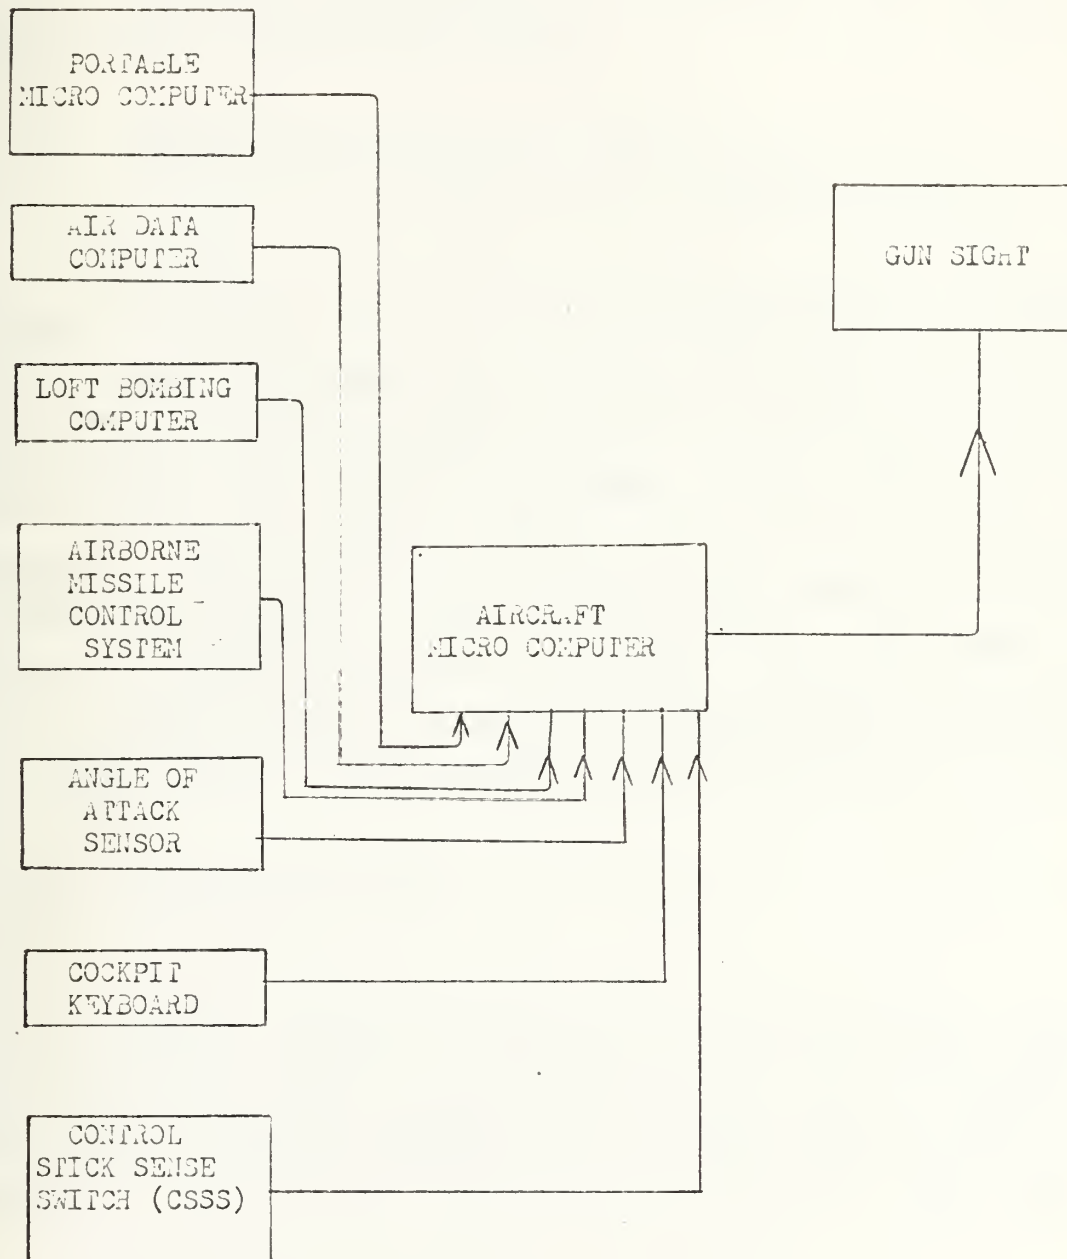 PORTABLE
MICRO COMPUTER
AIR DATA
COMPUTER
GUN SIGHT
LOFT BOMBING
COMPUTER
AIRBORNE
MISSILE
CONTROL
SYSTEM
AIRCRAFT
MICRO COMPUTER
ANGLE OF
ATTACK
SENSOR
COCKPIT
KEYBOARD
CONTROL
STICK SENSE
SWITCH (CSSS)